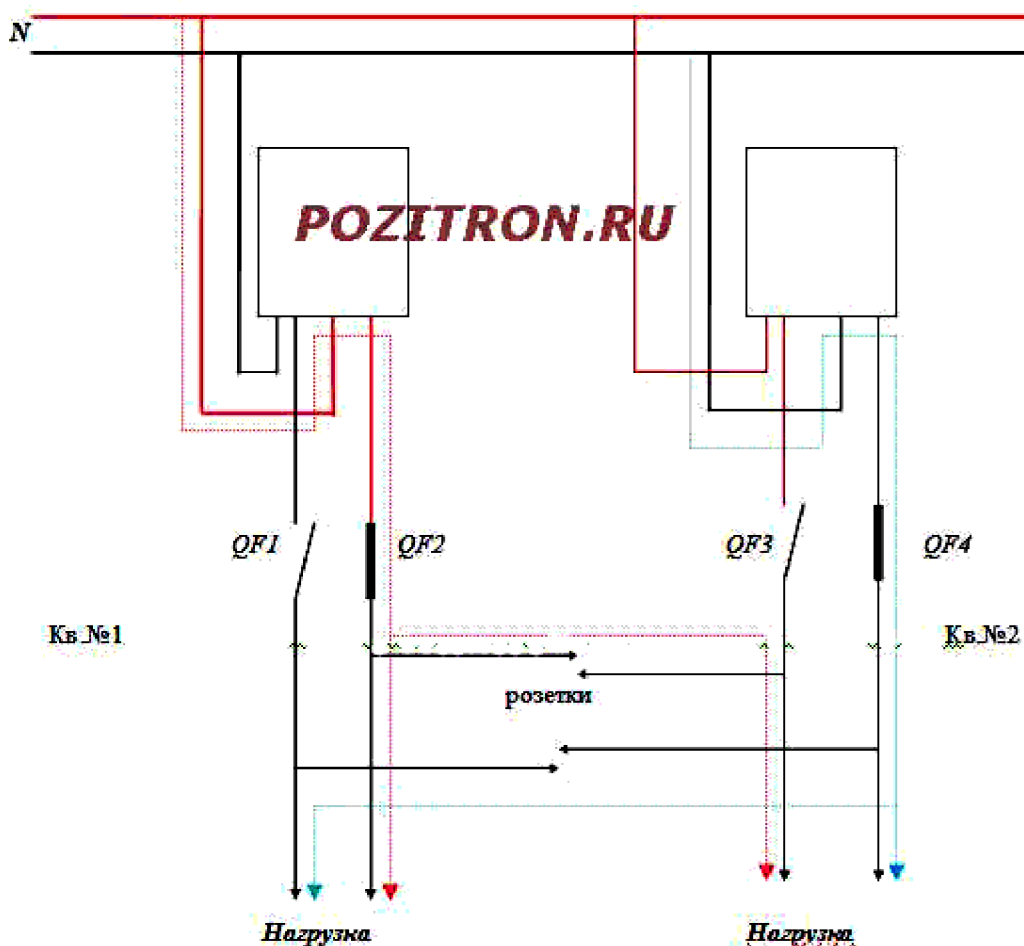 N
POZITRON.RU
QF1
QF2
QF3
QF4
Кв.№1
Кв.№2
розетки
Нагрузка
Нагрузка